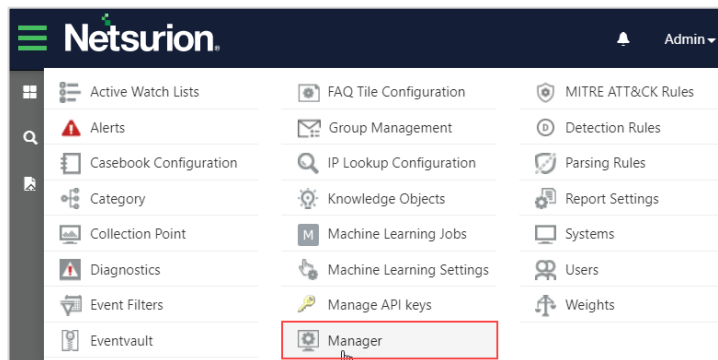 Netsurion.
Admin
Active Watch Lists
FAQ Tile Configuration
MITRE ATT&CK Rules
Alerts
Group Management
D
Detection Rules
Casebook Configuration
IP Lookup Configuration
Parsing Rules
Category
Knowledge Objects
Report Settings
Collection Point
M
Machine Learning Jobs
Systems
Diagnostics
Machine Learning Settings
Users
Event Filters
Manage API keys
Weights
Eventvault
Manager